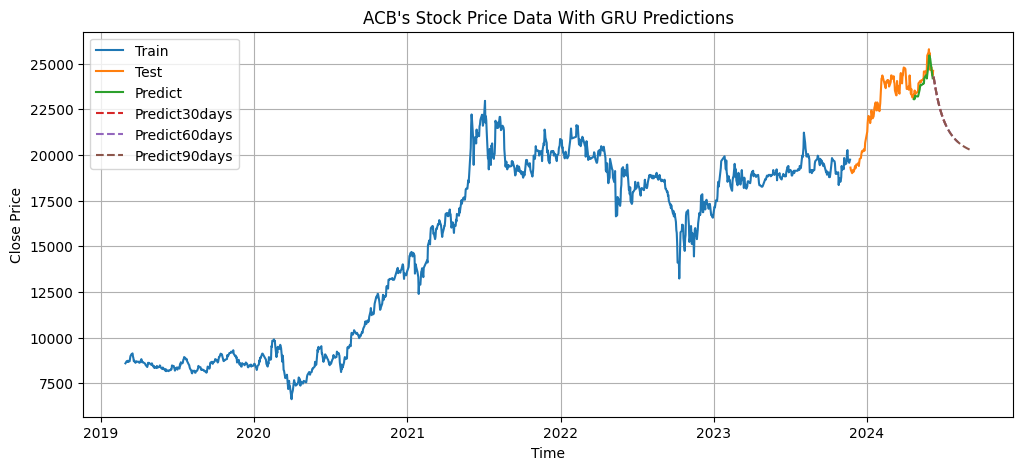 ACB's Stock Price Data With GRU Predictions
Train
Test
Predict
Predict30days
Predict60days
Predict90days
Close Price
25000
22500
20000
17500
15000
12500
10000
7500
2019 2020 2021 2022 2023 2024
Time